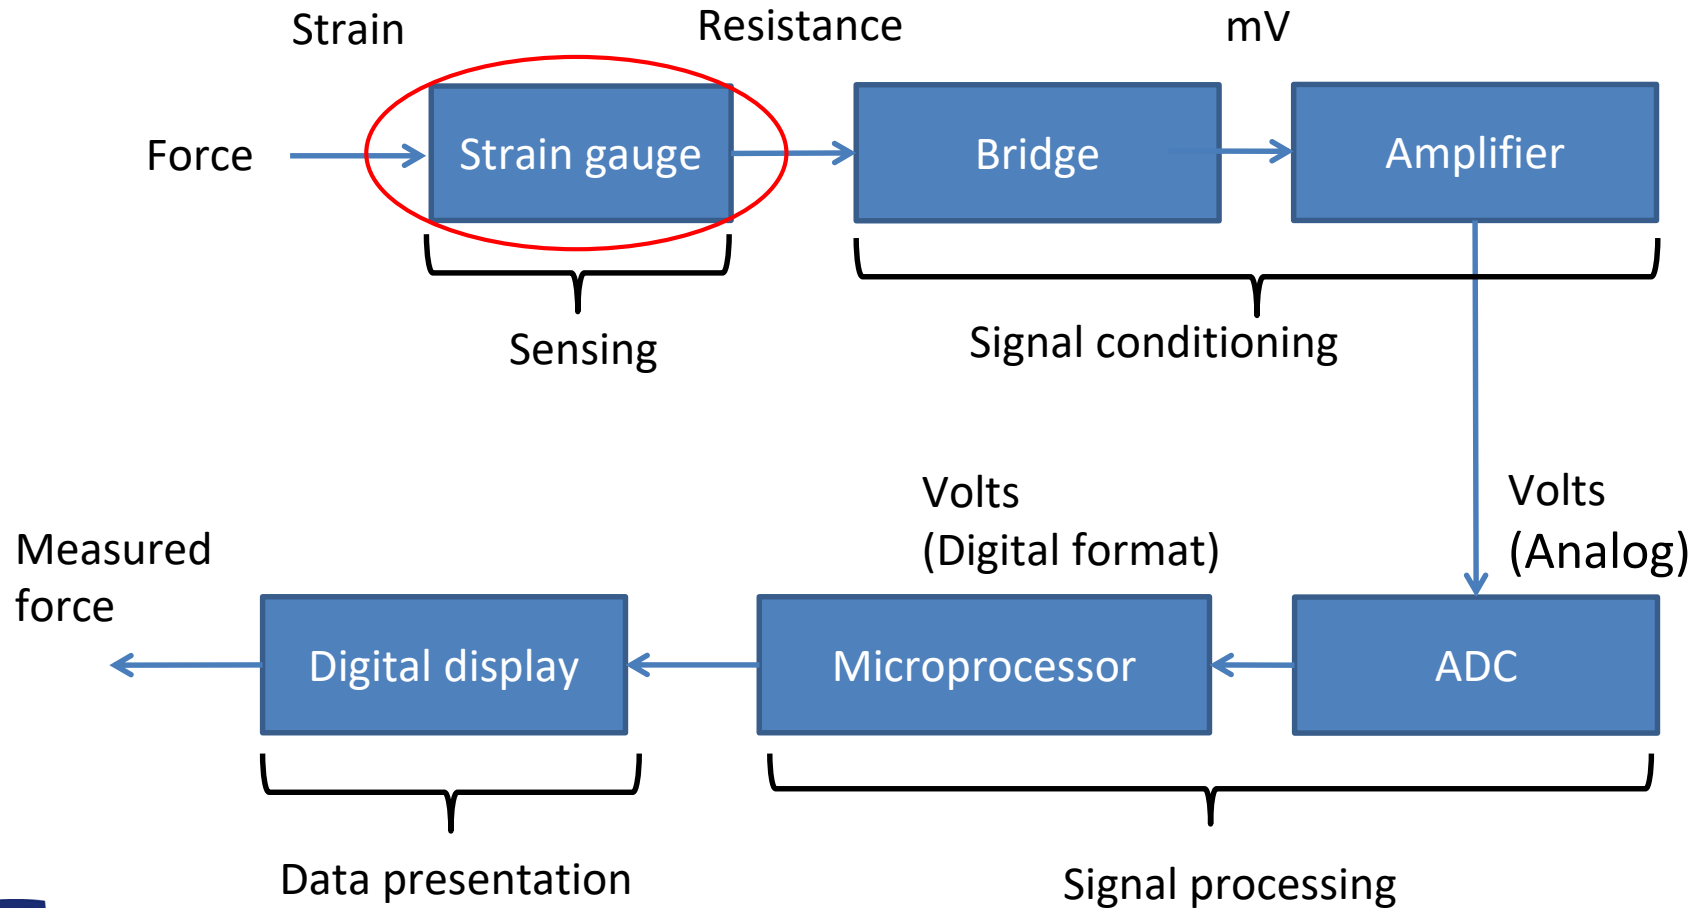 Strain
Resistance
mV
Force
Strain gauge
Bridge
Amplifier
Sensing
Signal conditioning
Volts
(Digital format)
Volts
(Analog)
Measured
force
Digital display
Microprocessor
ADC
Data presentation
Signal processing